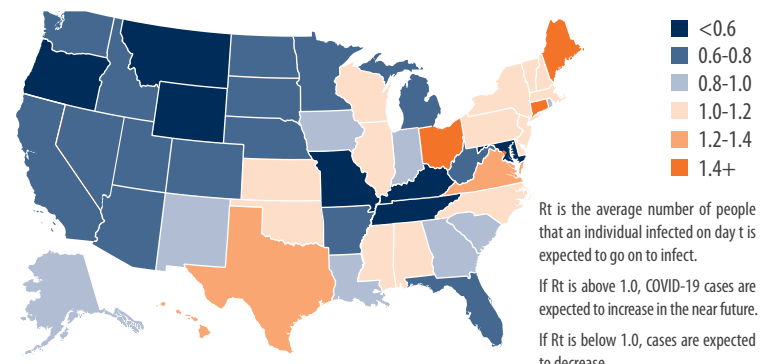 <0.6
0.6-0.8
0.8-1.0
1.0-1.2
1.2-1.4
1.4+
Rt is the average number of people
that an individual infected on day t is
expected to go on to infect.
If Rt is above 1.0, COVID-19 cases are
expected to increase in the near future.
If Rt is below 1.0, cases are expected
to decrease